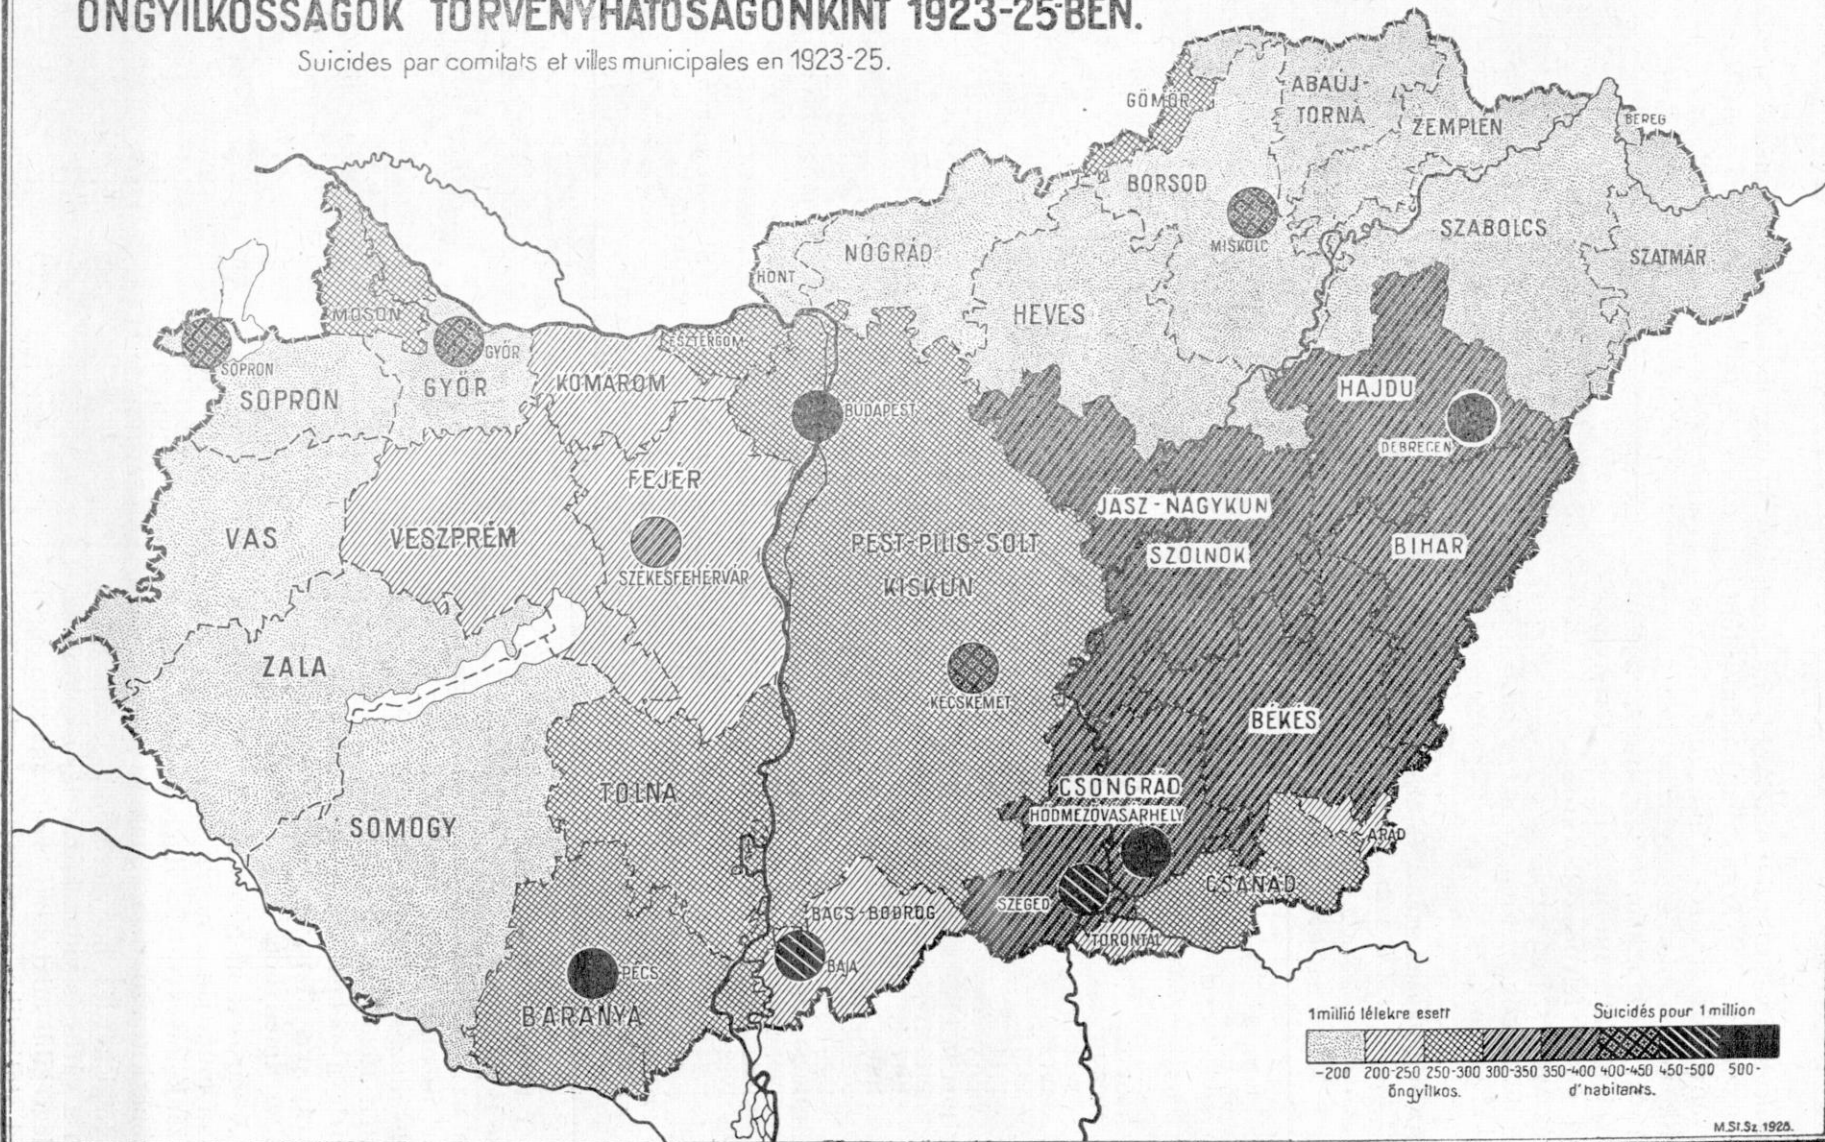 ÖNGYILKOSSÁGOK TÖRVÉNYHATÓSÁGONKINT 1923-25-BEN.
Suicides par comitats et villes municipales en 1923-25.
GÖMÖR
ABAÚJ-
TORNA
ZEMPLÉN
BEREG
BORSOD
MISKOLC
SZABOLCS
SZATMÁR
NÓGRÁD
HONT
HEVES
MOSON
ESZTERGOM
SOPRON
SOPRON
GYŐR
GYŐR
KOMÁROM
BUDAPEST
HAJDU
DEBRECEN
FEJÉR
VAS
VESZPRÉM
SZÉKESFEHÉRVÁR
PEST-PILIS-SOLT
KISKUN
JÁSZ-NAGYKUN
SZOLNOK
BIHAR
ZALA
KECSKEMÉT
BÉKÉS
TOLNA
SOMOGY
CSONGRÁD
HÓDMEZŐVÁSÁRHELY
ARAD
CSANÁD
SZEGED
BÁCS-BODROG
TORONTÁL
BAJA
PÉCS
BARANYA
1 millió lélekre esett
Suicidés pour 1 million
-200 200-250 250-300 300-350 350-400 400-450 450-500 500-
öngyilkos.
d'habitants.
M.St.Sz. 1928.